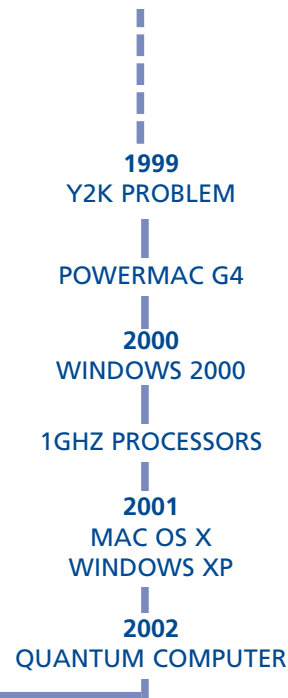 1999
Y2K PROBLEM
POWERMAC G4
2000
WINDOWS 2000
1GHZ PROCESSORS
2001
MAC OS X
WINDOWS XP
2002
QUANTUM COMPUTER